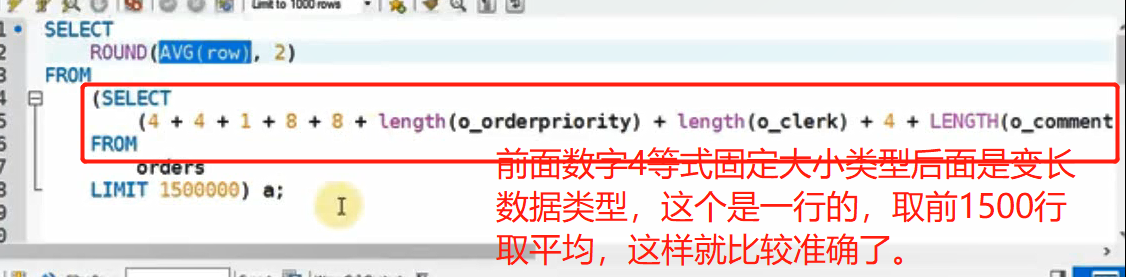 Limit to 1000 rows
1 SELECT
2 ROUND(AVG(row), 2)
3 FROM
4 (SELECT
5 (4 + 4 + 1 + 8 + 8 + length(o_orderpriority) + length(o_clerk) + 4 + LENGTH(o_comment
6 FROM
7 orders
8 LIMIT 1500000) a;
9
0
前面数字4等式固定大小类型后面是变长
数据类型，这个是一行的，取前1500行
取平均，这样就比较准确了。